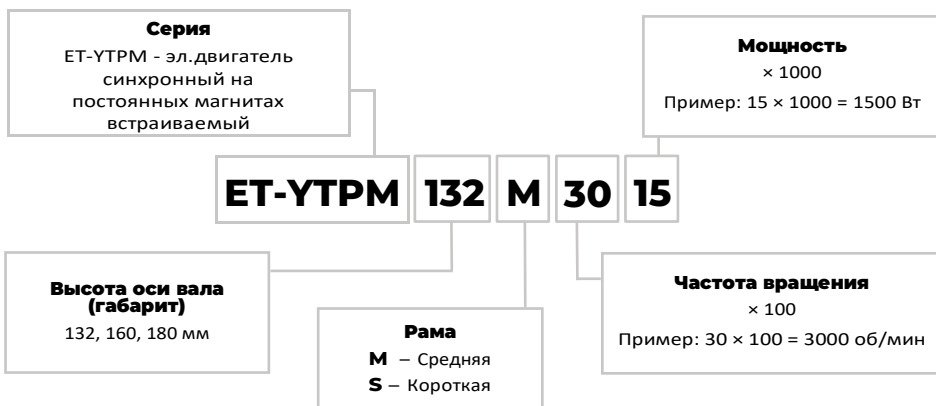 Серия
ET-YTPM - эл.двигатель
синхронный на
постоянных магнитах
встраиваемый
Мощность
× 1000
Пример: 15 × 1000 = 1500 Вт
ET-YTPM 132 M 30 15
Высота оси вала
(габарит)
132, 160, 180 мм
Рама
M – Средняя
S – Короткая
Частота вращения
× 100
Пример: 30 × 100 = 3000 об/мин